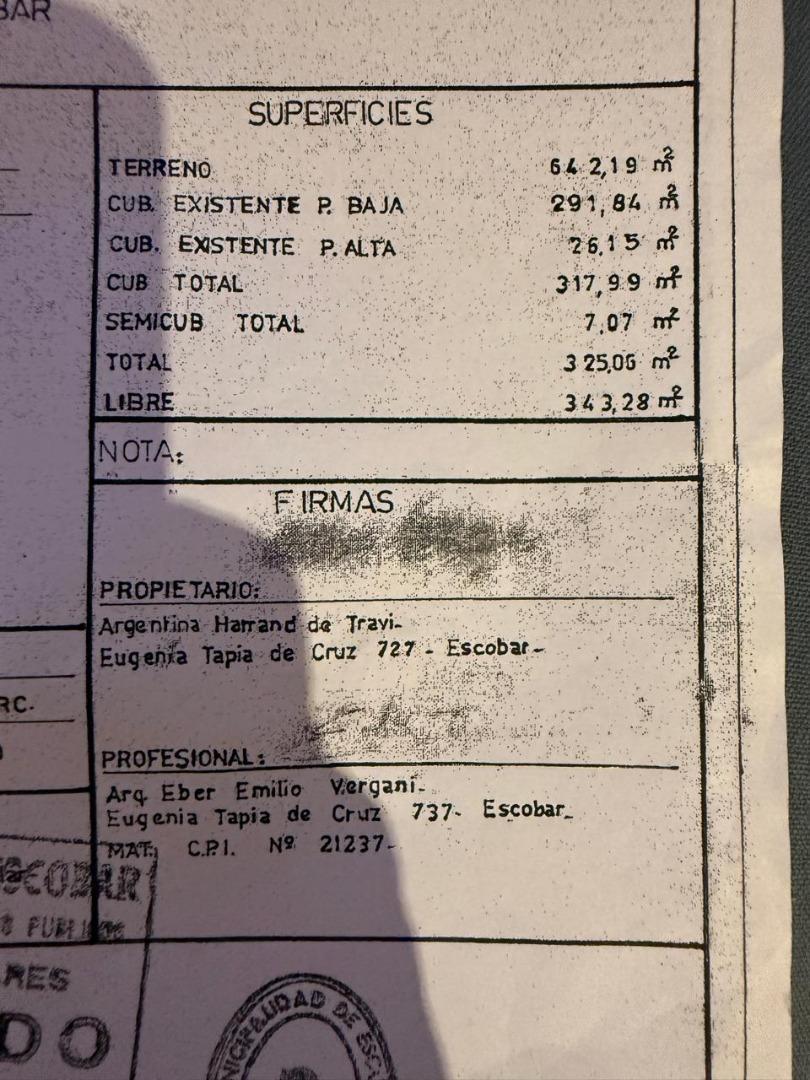 BAR
SUPERFICIES
TERRENO 642,19 m²
CUB. EXISTENTE P. BAJA 291,84 m²
CUB. EXISTENTE P. ALTA 26,15 m²
CUB TOTAL 317,99 m²
SEMICUB TOTAL 7,07 m²
TOTAL 325,06 m²
LIBRE 343,28 m²
NOTA:
FIRMAS
PROPIETARIO:
Argentina Harrand de Travi-
Eugenia Tapia de Cruz 727 - Escobar-
RC.
PROFESIONAL:
Arq. Eber Emilio Vergani-
Eugenia Tapia de Cruz 737- Escobar-
MAT: C.P.I. Nº 21237-
ESCOBAR
RES
DO
NICIPALIDAD DE ESC